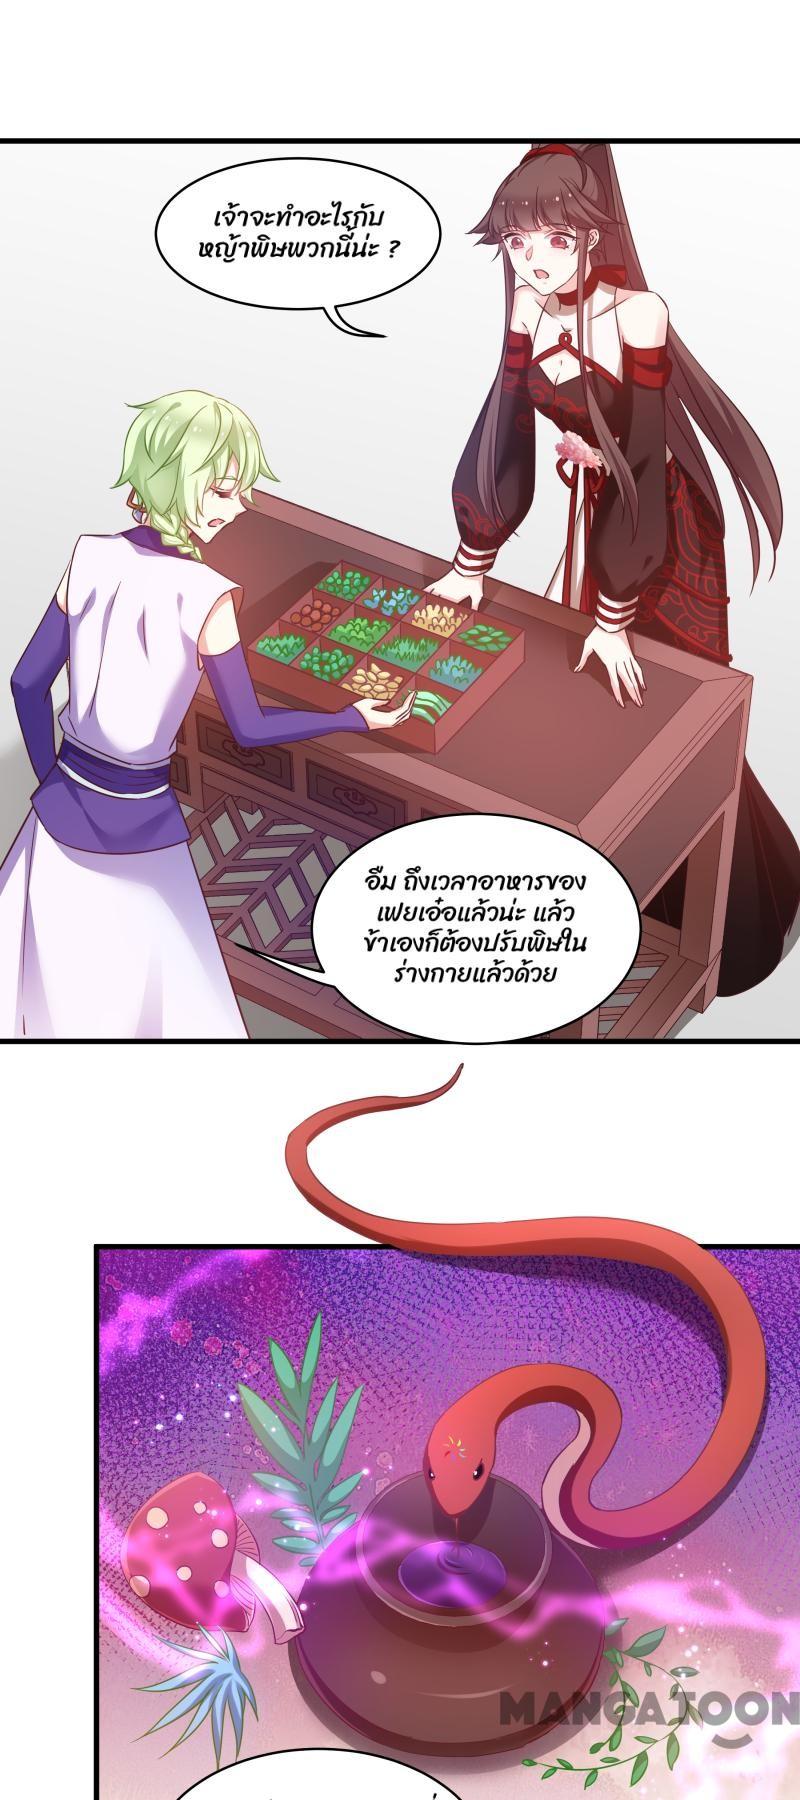 เจ้าจะทำอะไรกับ
หญ้าพิษพวกนี้น่ะ ?
อืม ถึงเวลาอาหารของ
เฟยเอ๋อแล้วน่ะ แล้ว
ข้าเองก็ต้องปรับพิษใน
ร่างกายแล้วด้วย
MANGATOON